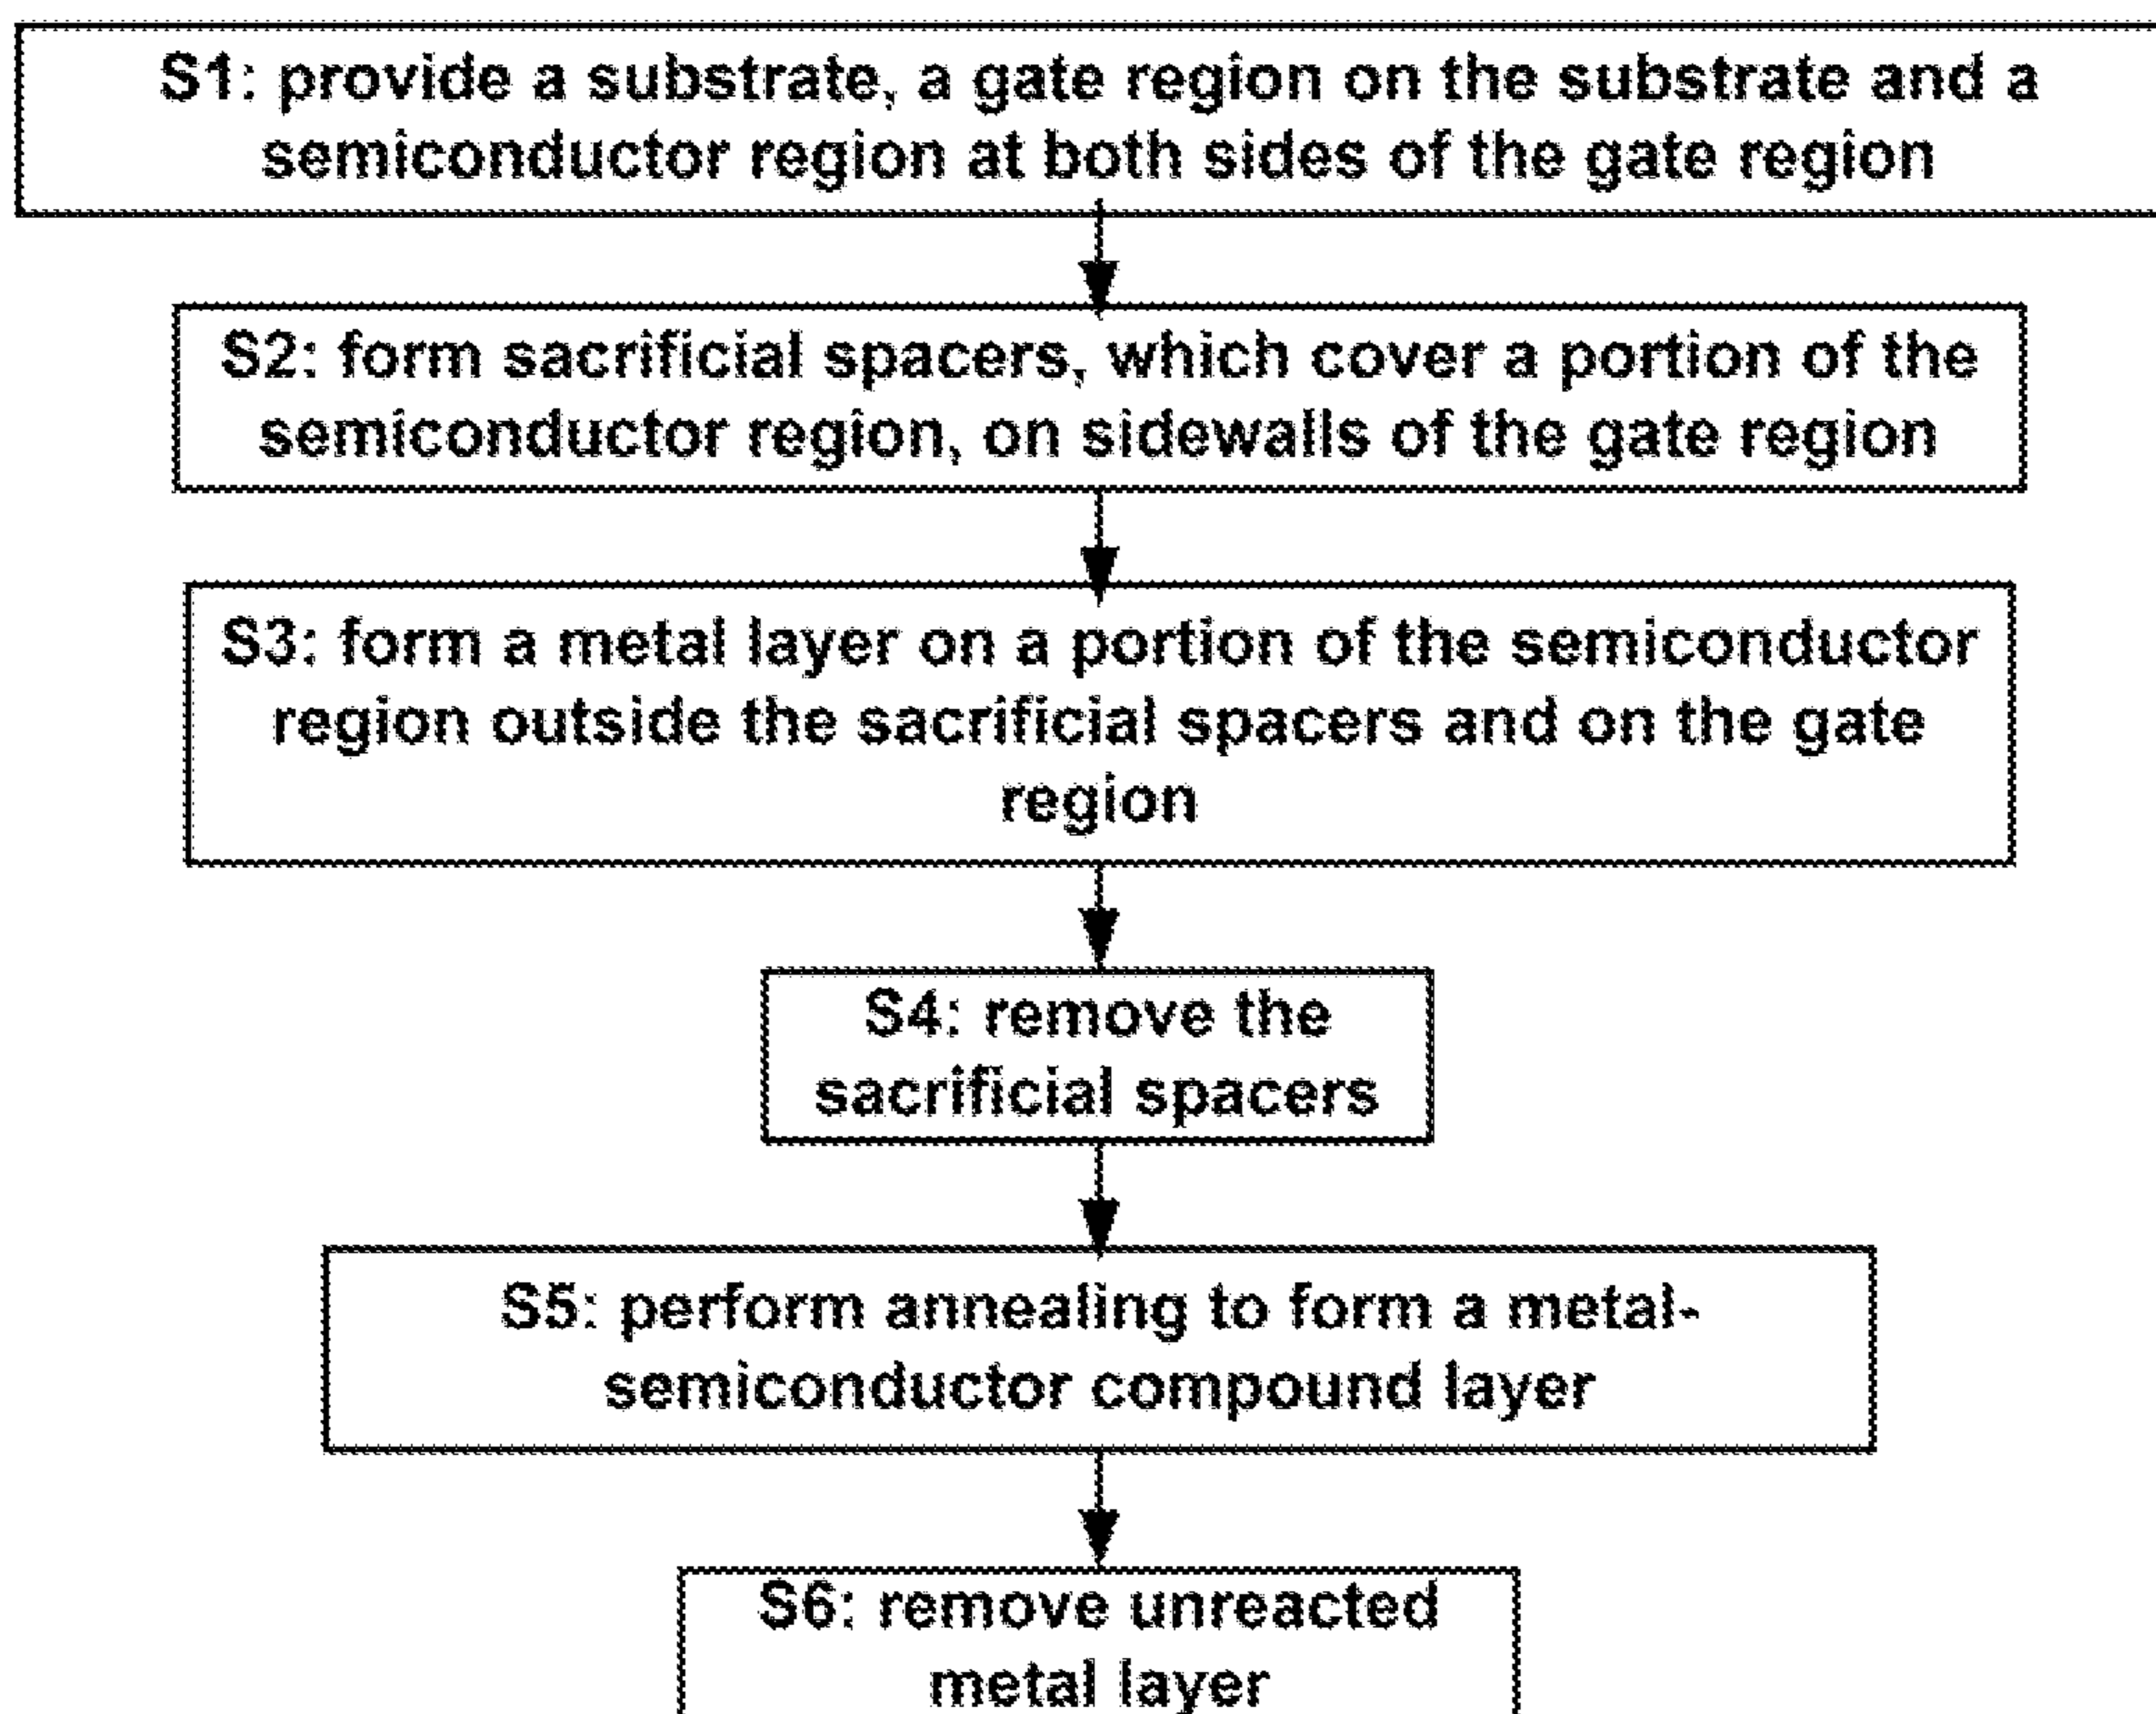 S1: provide a substrate, a gate region on the substrate and a
semiconductor region at both sides of the gate region
S2: form sacrificial spacers, which cover a portion of the
semiconductor region, on sidewalls of the gate region
S3: form a metal layer on a portion of the semiconductor
region outside the sacrificial spacers and on the gate
region
S4: remove the
sacrificial spacers
S5: perform annealing to form a metal-
semiconductor compound layer
S6: remove unreacted
metal layer